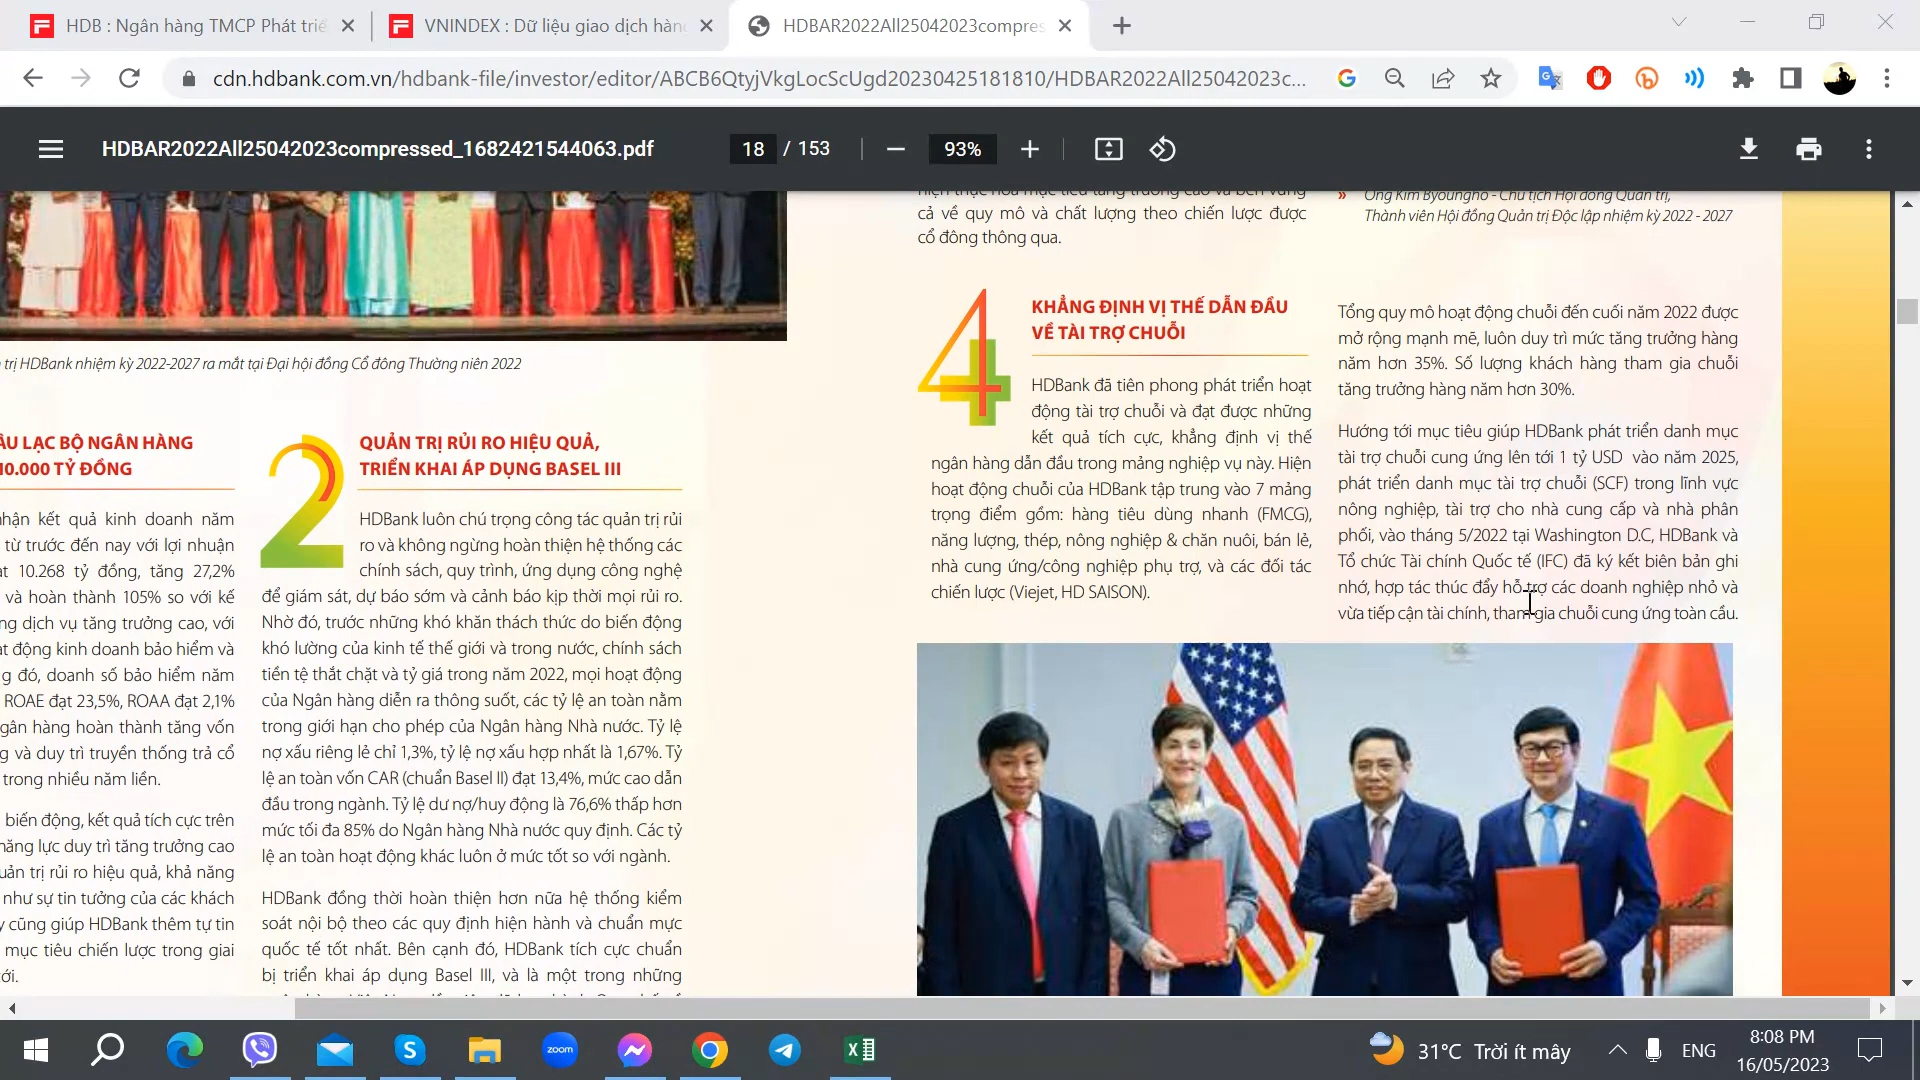 HDB : Ngân hàng TMCP Phát triể
VNINDEX : Dữ liệu giao dịch hàn
HDBAR2022All25042023compres
cdn.hdbank.com.vn/hdbank-file/investor/editor/ABCB6QtyjVkgLocScUgd20230425181810/HDBAR2022All25042023c...
HDBAR2022All25042023compressed_1682421544063.pdf
18 / 153
93%
trị HDBank nhiệm kỳ 2022-2027 ra mắt tại Đại hội đồng Cổ đông Thường niên 2022
ÂU LẠC BỘ NGÂN HÀNG
10.000 TỶ ĐỒNG
nhận kết quả kinh doanh năm
từ trước đến nay với lợi nhuận
ạt 10.268 tỷ đồng, tăng 27,2%
và hoàn thành 105% so với kế
ng dịch vụ tăng trưởng cao, với
ạt động kinh doanh bảo hiểm và
g đó, doanh số bảo hiểm năm
ROAE đạt 23,5%, ROAA đạt 2,1%
gân hàng hoàn thành tăng vốn
g và duy trì truyền thống trả cổ
trong nhiều năm liền.
biến động, kết quả tích cực trên
năng lực duy trì tăng trưởng cao
uản trị rủi ro hiệu quả, khả năng
như sự tin tưởng của các khách
y cũng giúp HDBank thêm tự tin
mục tiêu chiến lược trong giai
ới.
2
QUẢN TRỊ RỦI RO HIỆU QUẢ,
TRIỂN KHAI ÁP DỤNG BASEL III
HDBank luôn chú trọng công tác quản trị rủi
ro và không ngừng hoàn thiện hệ thống các
chính sách, quy trình, ứng dụng công nghệ
để giám sát, dự báo sớm và cảnh báo kịp thời mọi rủi ro.
Nhờ đó, trước những khó khăn thách thức do biến động
khó lường của kinh tế thế giới và trong nước, chính sách
tiền tệ thắt chặt và tỷ giá trong năm 2022, mọi hoạt động
của Ngân hàng diễn ra thông suốt, các tỷ lệ an toàn nằm
trong giới hạn cho phép của Ngân hàng Nhà nước. Tỷ lệ
nợ xấu riêng lẻ chỉ 1,3%, tỷ lệ nợ xấu hợp nhất là 1,67%. Tỷ
lệ an toàn vốn CAR (chuẩn Basel II) đạt 13,4%, mức cao dẫn
đầu trong ngành. Tỷ lệ dư nợ/huy động là 76,6% thấp hơn
mức tối đa 85% do Ngân hàng Nhà nước quy định. Các tỷ
lệ an toàn hoạt động khác luôn ở mức tốt so với ngành.
HDBank đồng thời hoàn thiện hơn nữa hệ thống kiểm
soát nội bộ theo các quy định hiện hành và chuẩn mực
quốc tế tốt nhất. Bên cạnh đó, HDBank tích cực chuẩn
bị triển khai áp dụng Basel III, và là một trong những
hiện thực hóa mục tiêu tăng trưởng cao và bền vững
cả về quy mô và chất lượng theo chiến lược được
cổ đông thông qua.
» Ông Kim Byoungho - Chủ tịch Hội đồng Quản trị,
Thành viên Hội đồng Quản trị Độc lập nhiệm kỳ 2022 - 2027
4
KHẲNG ĐỊNH VỊ THẾ DẪN ĐẦU
VỀ TÀI TRỢ CHUỖI
HDBank đã tiên phong phát triển hoạt
động tài trợ chuỗi và đạt được những
kết quả tích cực, khẳng định vị thế
ngân hàng dẫn đầu trong mảng nghiệp vụ này. Hiện
hoạt động chuỗi của HDBank tập trung vào 7 mảng
trọng điểm gồm: hàng tiêu dùng nhanh (FMCG),
năng lượng, thép, nông nghiệp & chăn nuôi, bán lẻ,
nhà cung ứng/công nghiệp phụ trợ, và các đối tác
chiến lược (Viejet, HD SAISON).
Tổng quy mô hoạt động chuỗi đến cuối năm 2022 được
mở rộng mạnh mẽ, luôn duy trì mức tăng trưởng hàng
năm hơn 35%. Số lượng khách hàng tham gia chuỗi
tăng trưởng hàng năm hơn 30%.
Hướng tới mục tiêu giúp HDBank phát triển danh mục
tài trợ chuỗi cung ứng lên tới 1 tỷ USD vào năm 2025,
phát triển danh mục tài trợ chuỗi (SCF) trong lĩnh vực
nông nghiệp, tài trợ cho nhà cung cấp và nhà phân
phối, vào tháng 5/2022 tại Washington D.C, HDBank và
Tổ chức Tài chính Quốc tế (IFC) đã ký kết biên bản ghi
nhớ, hợp tác thúc đẩy hỗ trợ các doanh nghiệp nhỏ và
vừa tiếp cận tài chính, tham gia chuỗi cung ứng toàn cầu.
zoom
31°C Trời ít mây
ENG
8:08 PM
16/05/2023